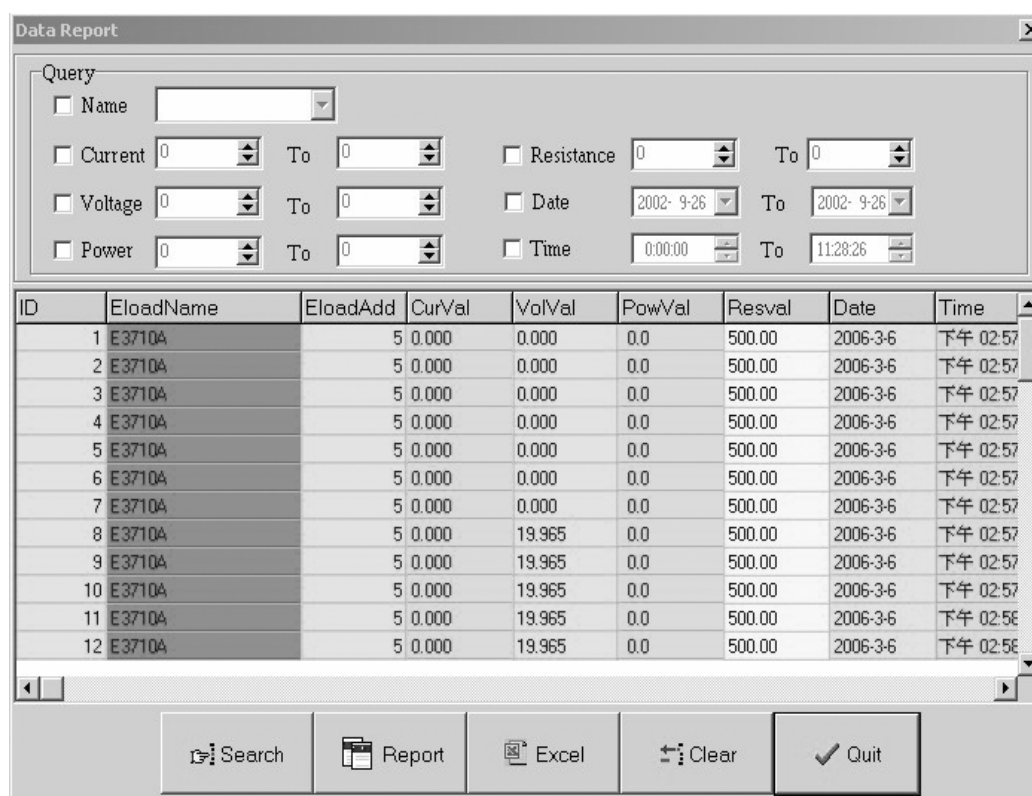 Data Report
Query
Name
Current 0 To 0 Resistance 0 To 0
Voltage 0 To 0 Date 2002- 9-26 To 2002- 9-26
Power 0 To 0 Time 0:00:00 To 11:28:26
ID EloadName EloadAdd CurVal VolVal PowVal Resval Date Time
1 E3710A 5 0.000 0.000 0.0 500.00 2006-3-6 下午 02:57
2 E3710A 5 0.000 0.000 0.0 500.00 2006-3-6 下午 02:57
3 E3710A 5 0.000 0.000 0.0 500.00 2006-3-6 下午 02:57
4 E3710A 5 0.000 0.000 0.0 500.00 2006-3-6 下午 02:57
5 E3710A 5 0.000 0.000 0.0 500.00 2006-3-6 下午 02:57
6 E3710A 5 0.000 0.000 0.0 500.00 2006-3-6 下午 02:57
7 E3710A 5 0.000 0.000 0.0 500.00 2006-3-6 下午 02:57
8 E3710A 5 0.000 19.965 0.0 500.00 2006-3-6 下午 02:57
9 E3710A 5 0.000 19.965 0.0 500.00 2006-3-6 下午 02:57
10 E3710A 5 0.000 19.965 0.0 500.00 2006-3-6 下午 02:57
11 E3710A 5 0.000 19.965 0.0 500.00 2006-3-6 下午 02:58
12 E3710A 5 0.000 19.965 0.0 500.00 2006-3-6 下午 02:58
Search Report Excel Clear Quit